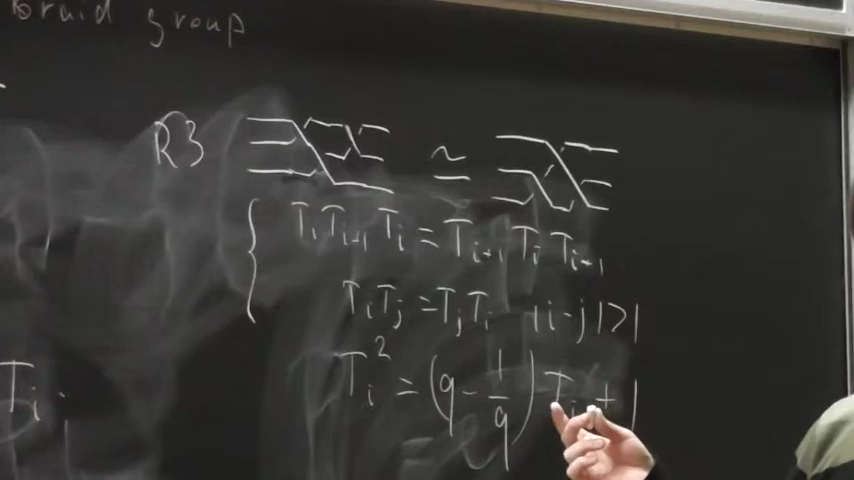 Braid group
R3 ≃
T_i T_{i+1} T_i = T_{i+1} T_i T_{i+1}
T_i T_j = T_j T_i |i-j|>1
T_i
T_i^2 = (q - 1/q) T_i + 1